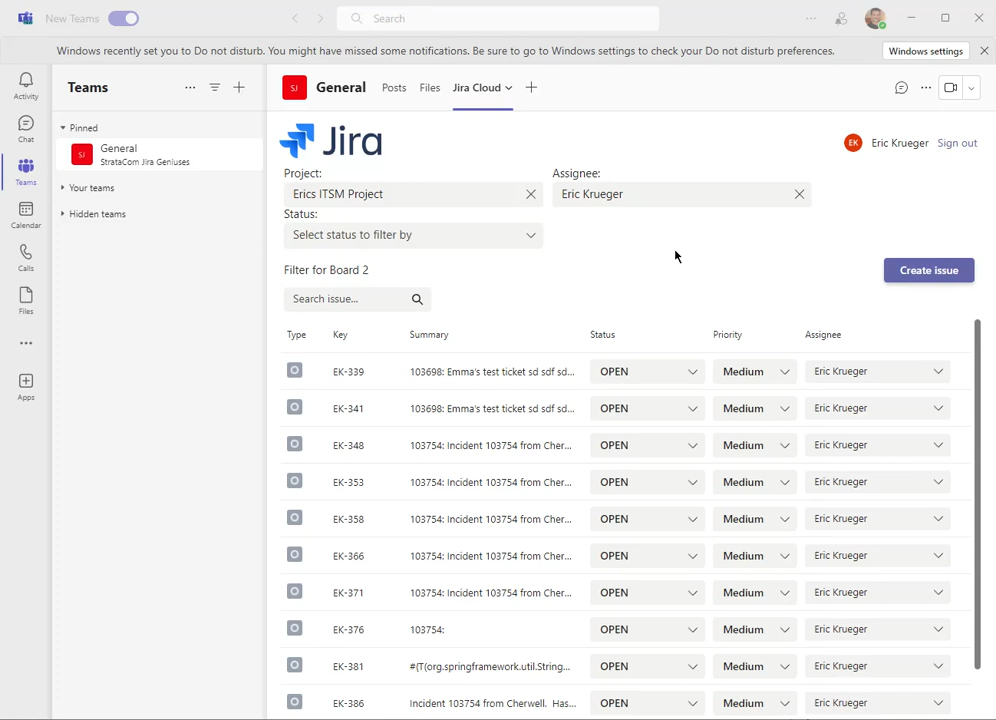 New Teams
Search
Windows recently set you to Do not disturb. You might have missed some notifications. Be sure to go to Windows settings to check your Do not disturb preferences.
Windows settings
Activity
Chat
Teams
Calendar
Calls
Files
Apps
Teams
Pinned
SJ
General
StrataCom Jira Geniuses
Your teams
Hidden teams
SJ General Posts Files Jira Cloud
Jira
EK Eric Krueger Sign out
Project: Assignee:
Erics ITSM Project Eric Krueger
Status:
Select status to filter by
Filter for Board 2
Create issue
Search issue...
Type Key Summary Status Priority Assignee
EK-339 103698: Emma's test ticket sd sdf sd... OPEN Medium Eric Krueger
EK-341 103698: Emma's test ticket sd sdf sd... OPEN Medium Eric Krueger
EK-348 103754: Incident 103754 from Cher... OPEN Medium Eric Krueger
EK-353 103754: Incident 103754 from Cher... OPEN Medium Eric Krueger
EK-358 103754: Incident 103754 from Cher... OPEN Medium Eric Krueger
EK-366 103754: Incident 103754 from Cher... OPEN Medium Eric Krueger
EK-371 103754: Incident 103754 from Cher... OPEN Medium Eric Krueger
EK-376 103754: OPEN Medium Eric Krueger
EK-381 #{T(org.springframework.util.String... OPEN Medium Eric Krueger
EK-386 Incident 103754 from Cherwell. Has... OPEN Medium Eric Krueger